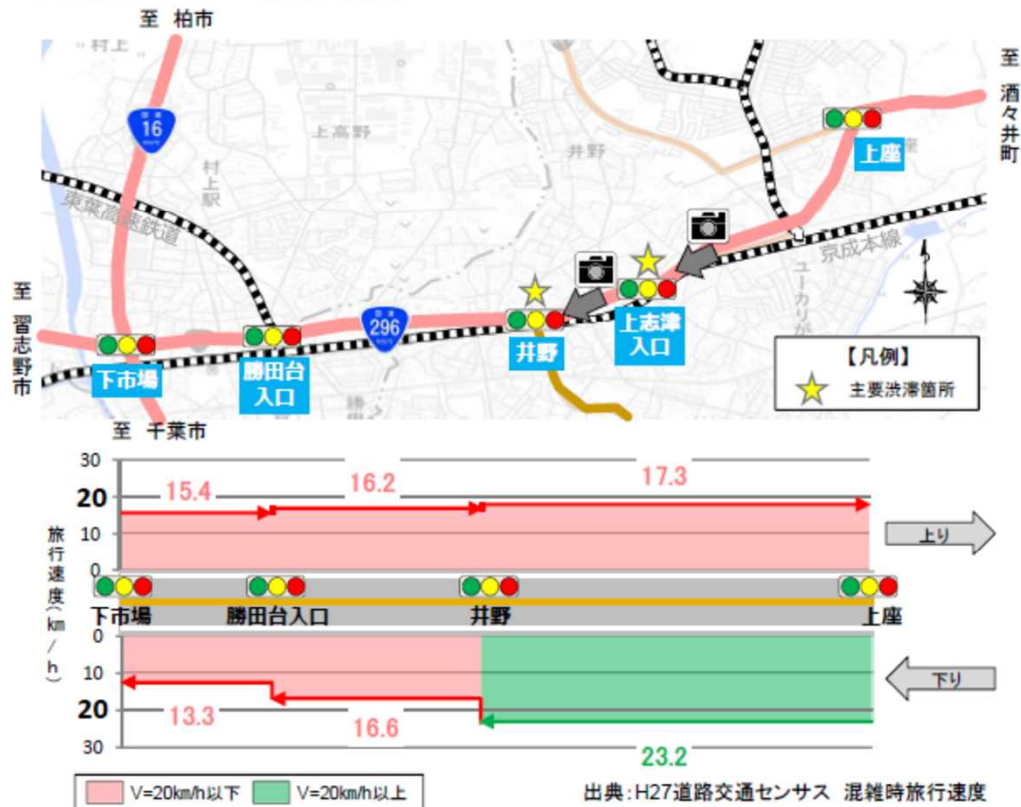 至 柏市
村上
国道
16
上高野
村上駅
井野
東葉高速鉄道
上座
至 酒々井町
京成本線
ユーカリが
上志津
入口
国道
296
井野
勝田台
入口
下市場
至 習志野市
至 千葉市
【凡例】
主要渋滞箇所
30
20
10
0
15.4
16.2
17.3
上り
旅行速度(km/h)
下市場
勝田台入口
井野
上座
0
10
20
30
13.3
16.6
23.2
下り
V=20km/h以下
V=20km/h以上
出典:H27道路交通センサス 混雑時旅行速度